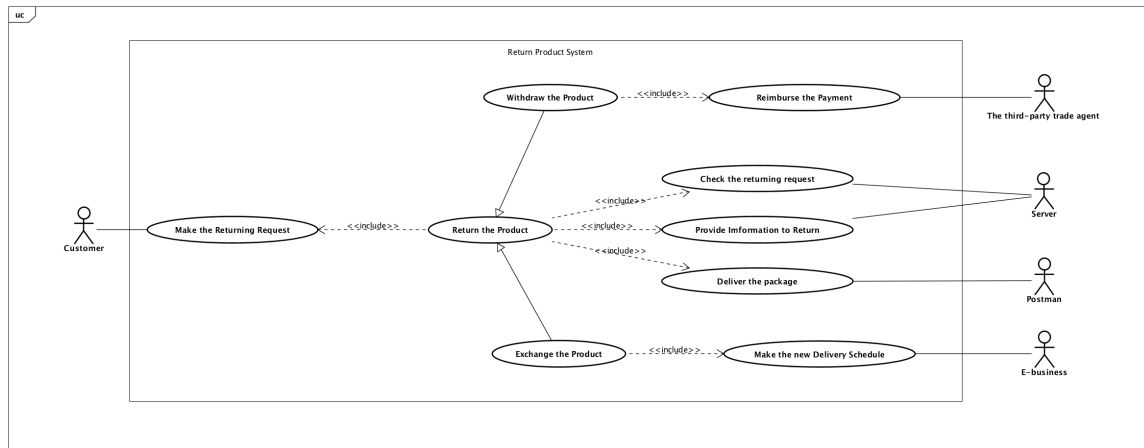 uc
Return Product System
Withdraw the Product
<<include>>
Reimburse the Payment
The third-party trade agent
Check the returning request
<<include>>
Server
Customer
Make the Returning Request
<<include>>
Return the Product
<<include>>
Provide Imformation to Return
<<include>>
Deliver the package
Postman
Exchange the Product
<<include>>
Make the new Delivery Schedule
E-business